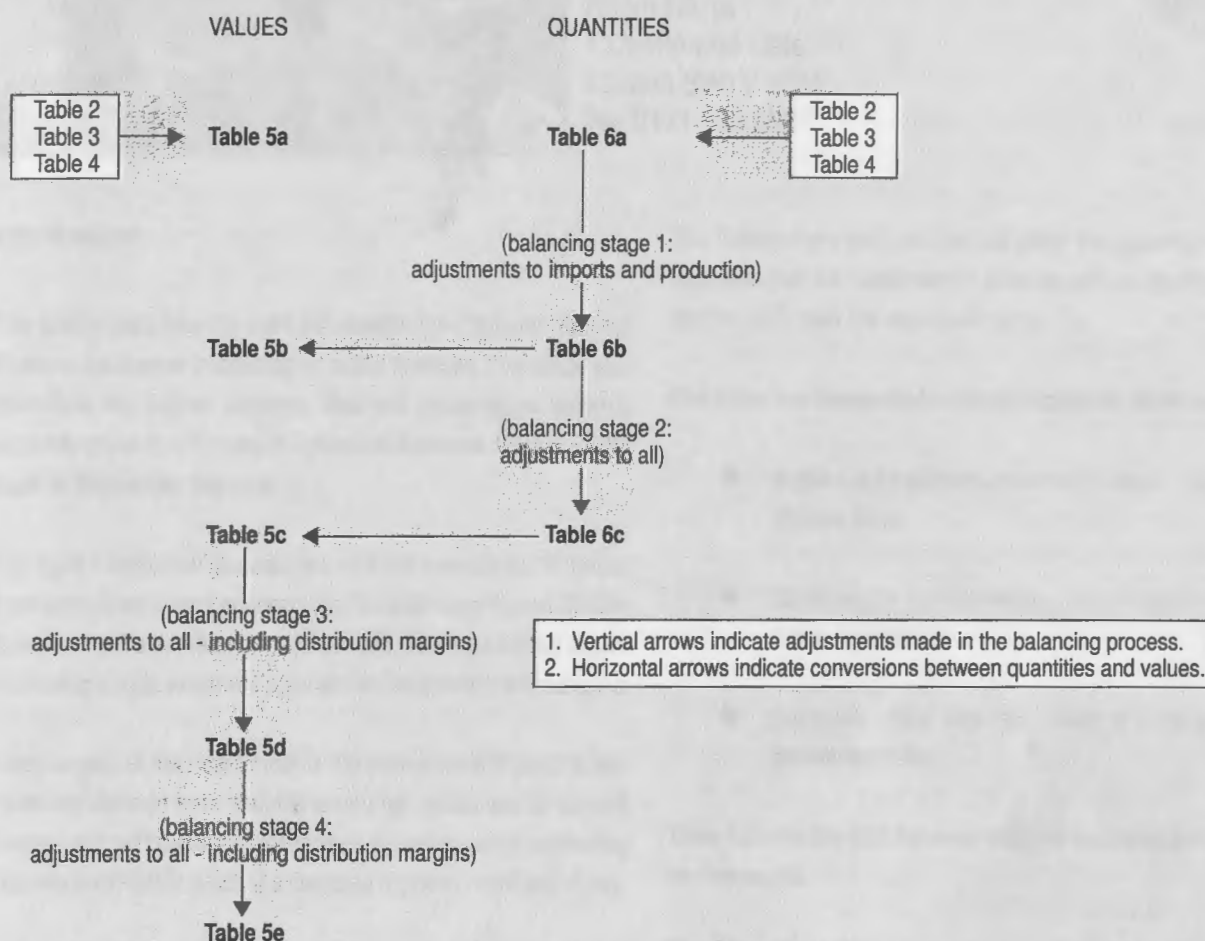 VALUES
QUANTITIES
Table 2
Table 3
Table 4
Table 5a
Table 6a
Table 2
Table 3
Table 4
(balancing stage 1:
adjustments to imports and production)
Table 5b
Table 6b
(balancing stage 2:
adjustments to all)
Table 5c
Table 6c
(balancing stage 3:
adjustments to all - including distribution margins)
1. Vertical arrows indicate adjustments made in the balancing process.
2. Horizontal arrows indicate conversions between quantities and values.
Table 5d
(balancing stage 4:
adjustments to all - including distribution margins)
Table 5e